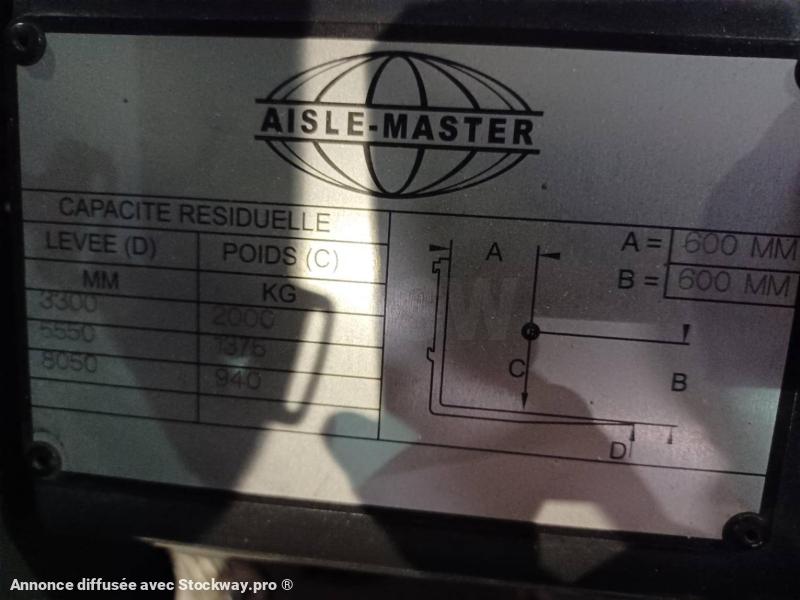 AISLE-MASTER
CAPACITE RESIDUELLE
LEVEE (D) POIDS (C)
MM KG
3300 2000
5550 1376
8050 940
A = 600 MM
B = 600 MM
A
C
B
D
W
Annonce diffusée avec Stockway.pro ®